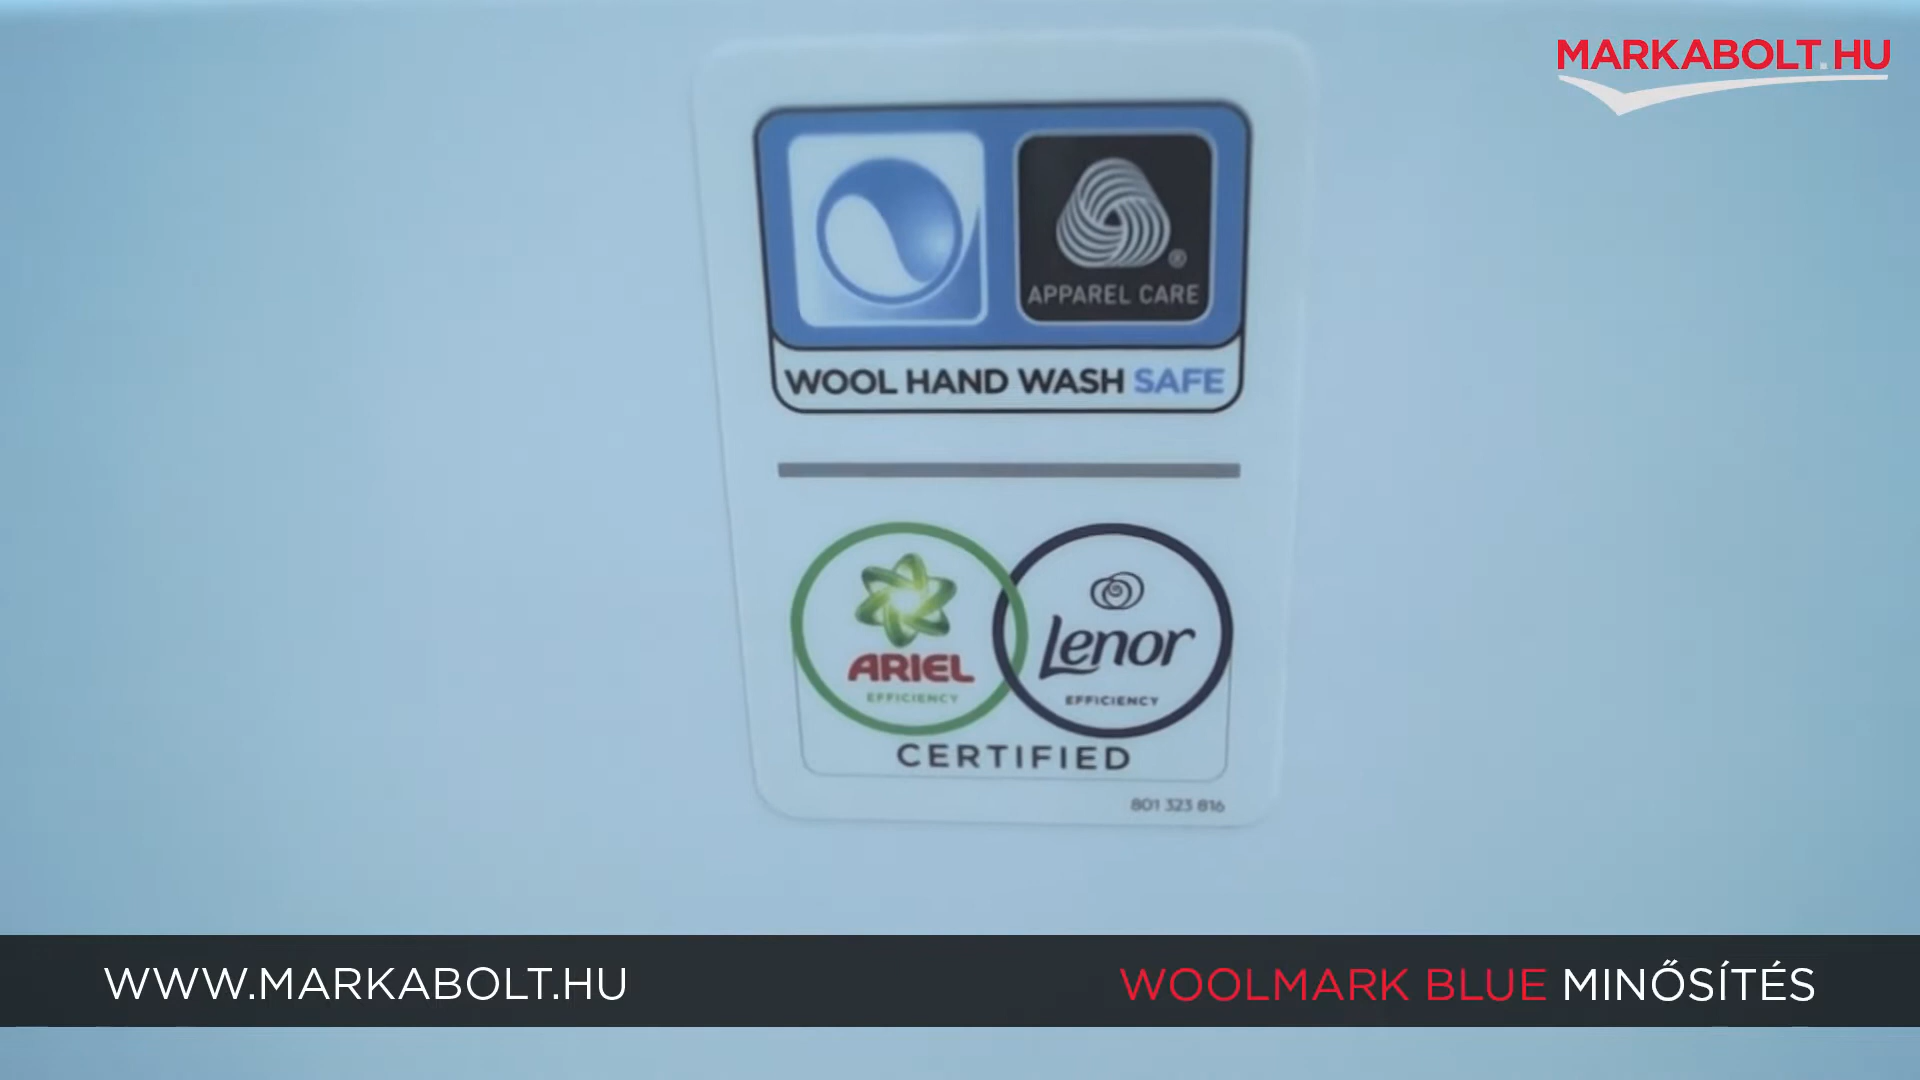 MARKABOLT.HU
®
APPAREL CARE
WOOL HAND WASH SAFE
ARIEL
EFFICIENCY
Lenor
EFFICIENCY
CERTIFIED
801 323 816
WWW.MARKABOLT.HU
WOOLMARK BLUE MINŐSÍTÉS